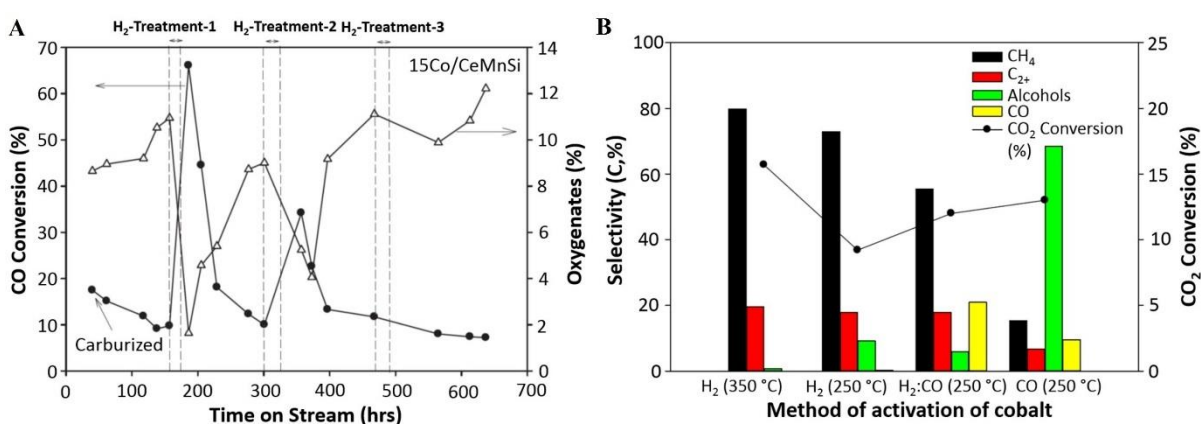 A
H₂-Treatment-1
H₂-Treatment-2
H₂-Treatment-3
70
60
50
40
30
20
10
0
CO Conversion (%)
15Co/CeMnSi
Carburized
14
12
10
8
6
4
2
0
Oxygenates (%)
0 100 200 300 400 500 600 700
Time on Stream (hrs)
B
100
80
60
40
20
0
Selectivity (C,%)
CH₄
C₂₊
Alcohols
CO
CO₂ Conversion
(%)
25
20
15
10
5
0
CO₂ Conversion (%)
H₂ (350 °C) H₂ (250 °C) H₂:CO (250 °C) CO (250 °C)
Method of activation of cobalt